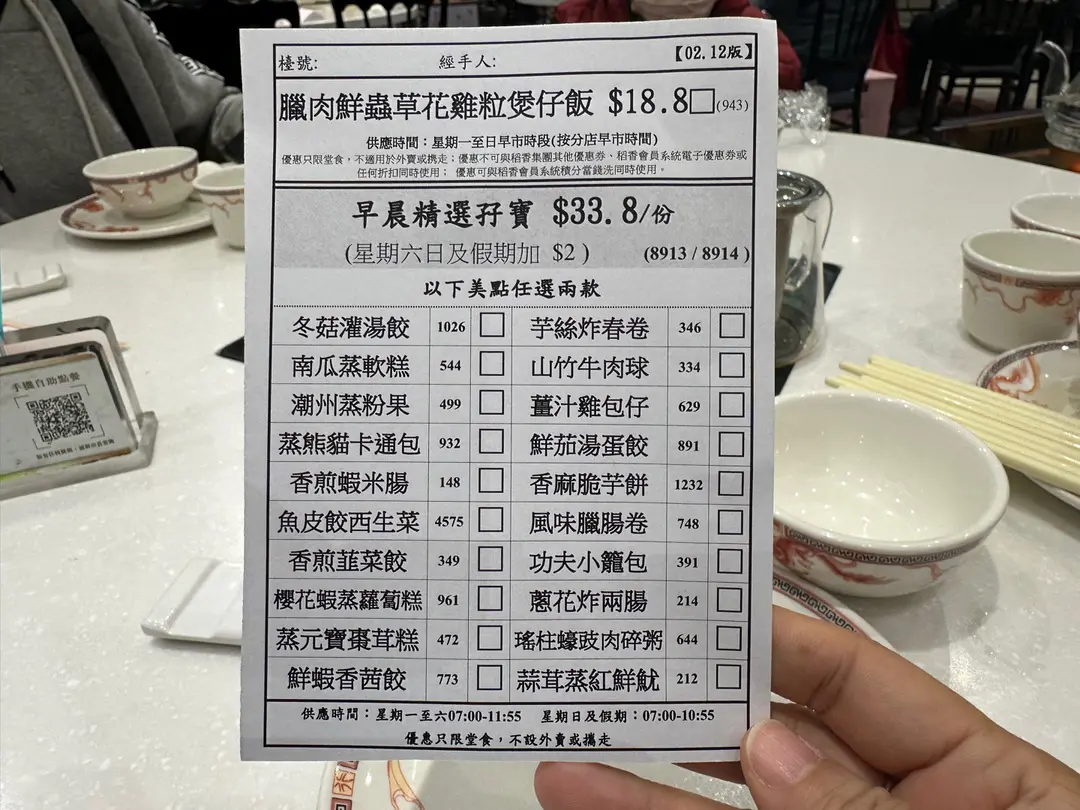 檯號: 經手人: 【02.12版】
臘肉鮮蟲草花雞粒煲仔飯 $18.8□(943)
供應時間：星期一至日早市時段(按分店早市時間)
優惠只限堂食，不適用於外賣或携走；優惠不可與稻香集團其他優惠券、稻香會員系統電子優惠券或
任何折扣同時使用； 優惠可與稻香會員系統積分當錢洗同時使用。
早晨精選孖寶 $33.8/份
(星期六日及假期加 $2 ) (8913 / 8914 )
以下美點任選兩款
冬菇灌湯餃 1026 □ 芋絲炸春卷 346 □
南瓜蒸軟糕 544 □ 山竹牛肉球 334 □
潮州蒸粉果 499 □ 薑汁雞包仔 629 □
蒸熊貓卡通包 932 □ 鮮茄湯蛋餃 891 □
香煎蝦米腸 148 □ 香麻脆芋餅 1232 □
魚皮餃西生菜 4575 □ 風味臘腸卷 748 □
香煎韮菜餃 349 □ 功夫小籠包 391 □
櫻花蝦蒸蘿蔔糕 961 □ 蔥花炸兩腸 214 □
蒸元寶棗茸糕 472 □ 瑤柱蠔豉肉碎粥 644 □
鮮蝦香茜餃 773 □ 蒜茸蒸紅鮮魷 212 □
供應時間：星期一至六07:00-11:55 星期日及假期：07:00-10:55
優惠只限堂食，不設外賣或攜走
手機自助點餐